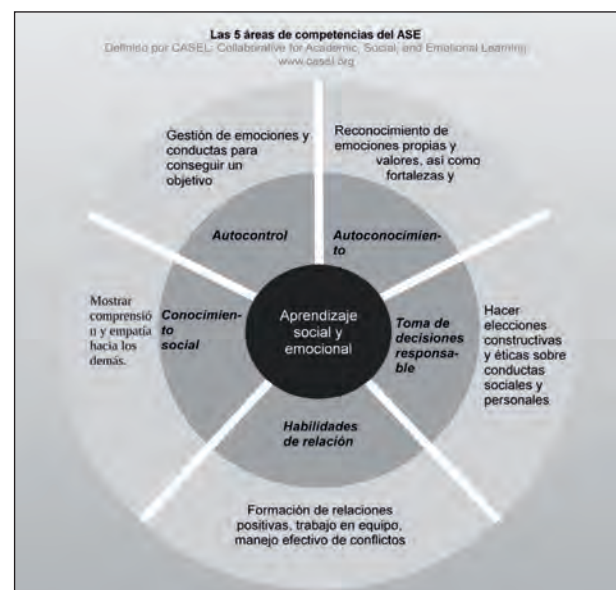 Las 5 áreas de competencias del ASE
Definido por CASEL: Collaborative for Academic, Social, and Emotional Learning
www.casel.org
Gestión de emociones y
conductas para
conseguir un
objetivo
Reconocimiento de
emociones propias y
valores, así como
fortalezas y
Autocontrol
Autoconocimien-
to
Mostrar
comprensió
n y empatía
hacia los
demás.
Conocimien-
to
social
Aprendizaje
social y
emocional
Toma de
decisiones
responsa-
ble
Hacer
elecciones
constructivas
y éticas sobre
conductas
sociales y
personales
Habilidades
de relación
Formación de relaciones
positivas, trabajo en equipo,
manejo efectivo de conflictos